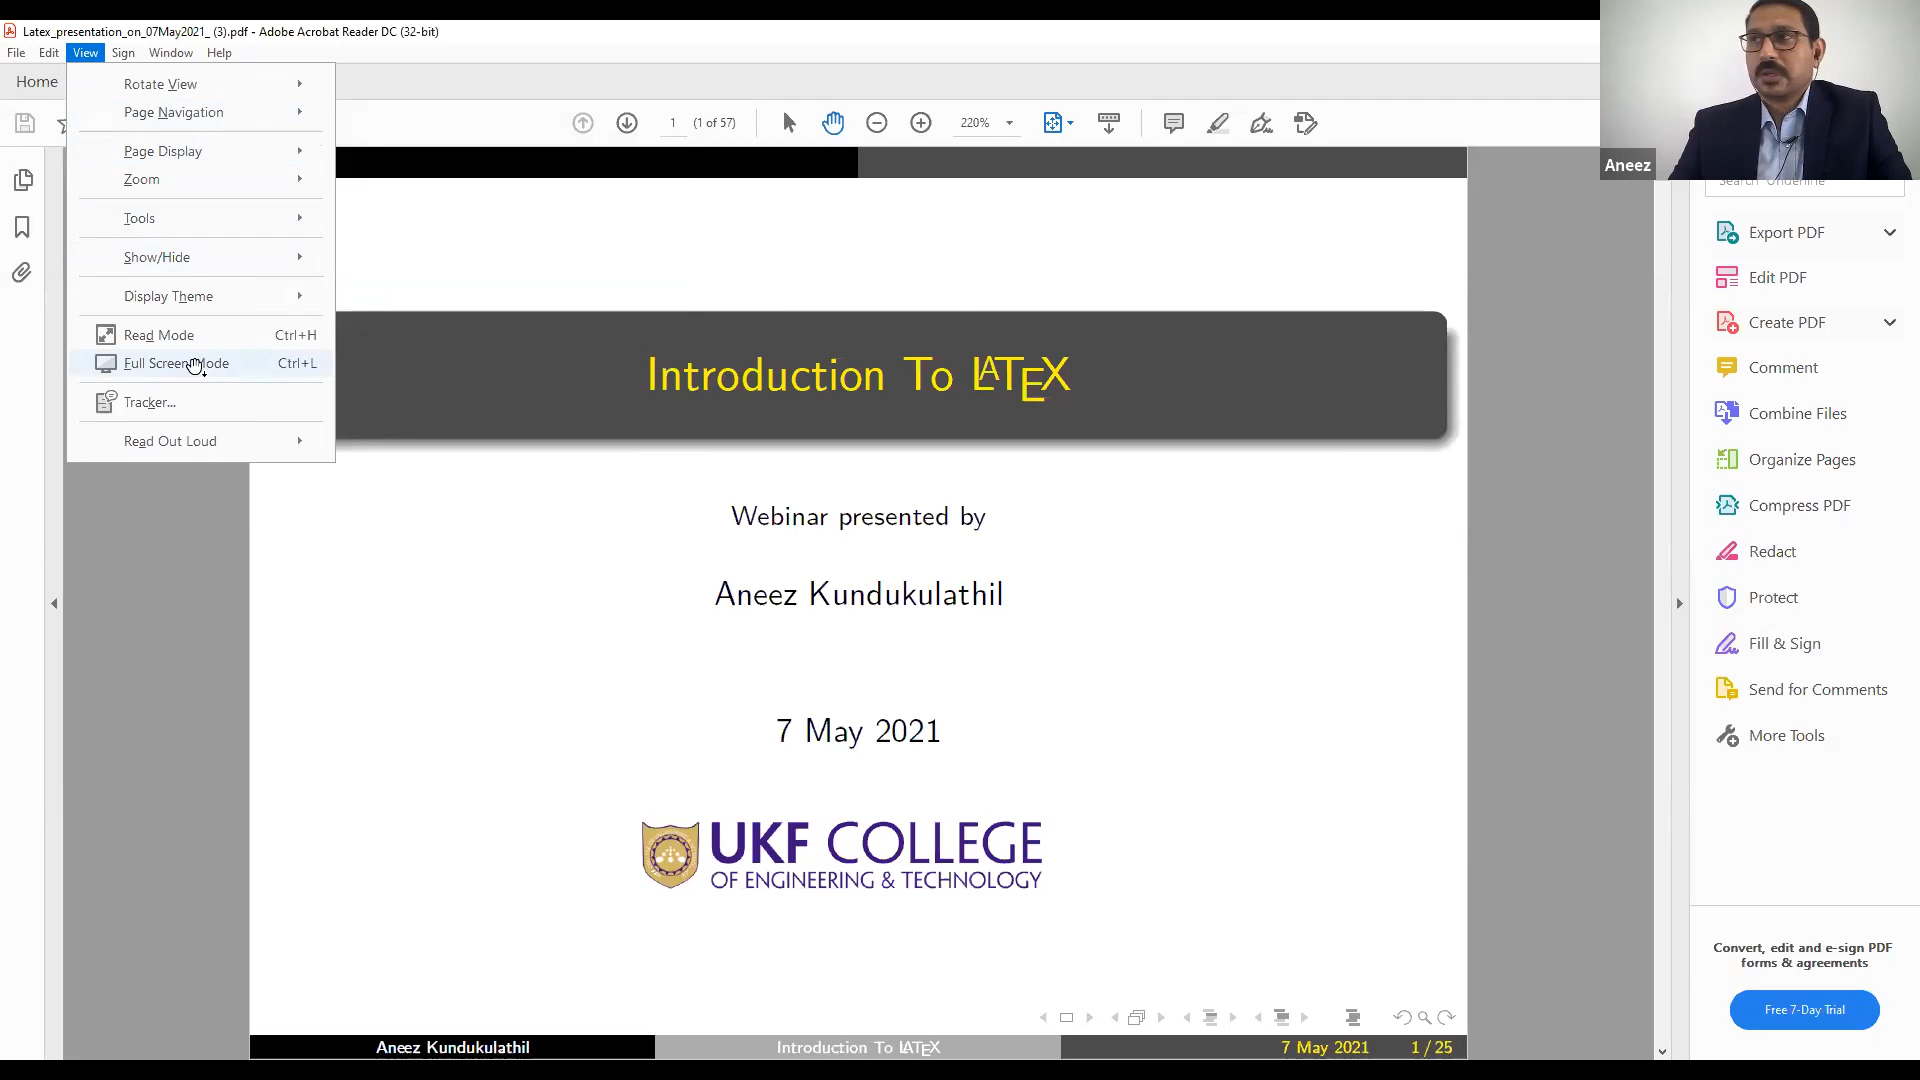 Latex_presentation_on_07May2021_ (3).pdf - Adobe Acrobat Reader DC (32-bit)
File Edit View Sign Window Help
Home
Rotate View
Page Navigation
Page Display
Zoom
Tools
Show/Hide
Display Theme
Read Mode Ctrl+H
Full Screen Mode Ctrl+L
Tracker...
Read Out Loud
1 (1 of 57) 220%
Aneez
Search 'Underline'
Export PDF
Edit PDF
Create PDF
Comment
Combine Files
Organize Pages
Compress PDF
Redact
Protect
Fill & Sign
Send for Comments
More Tools
Convert, edit and e-sign PDF
forms & agreements
Free 7-Day Trial
Introduction To LATEX
Webinar presented by
Aneez Kundukulathil
7 May 2021
UKF COLLEGE
OF ENGINEERING & TECHNOLOGY
Aneez Kundukulathil Introduction To LATEX 7 May 2021 1 / 25